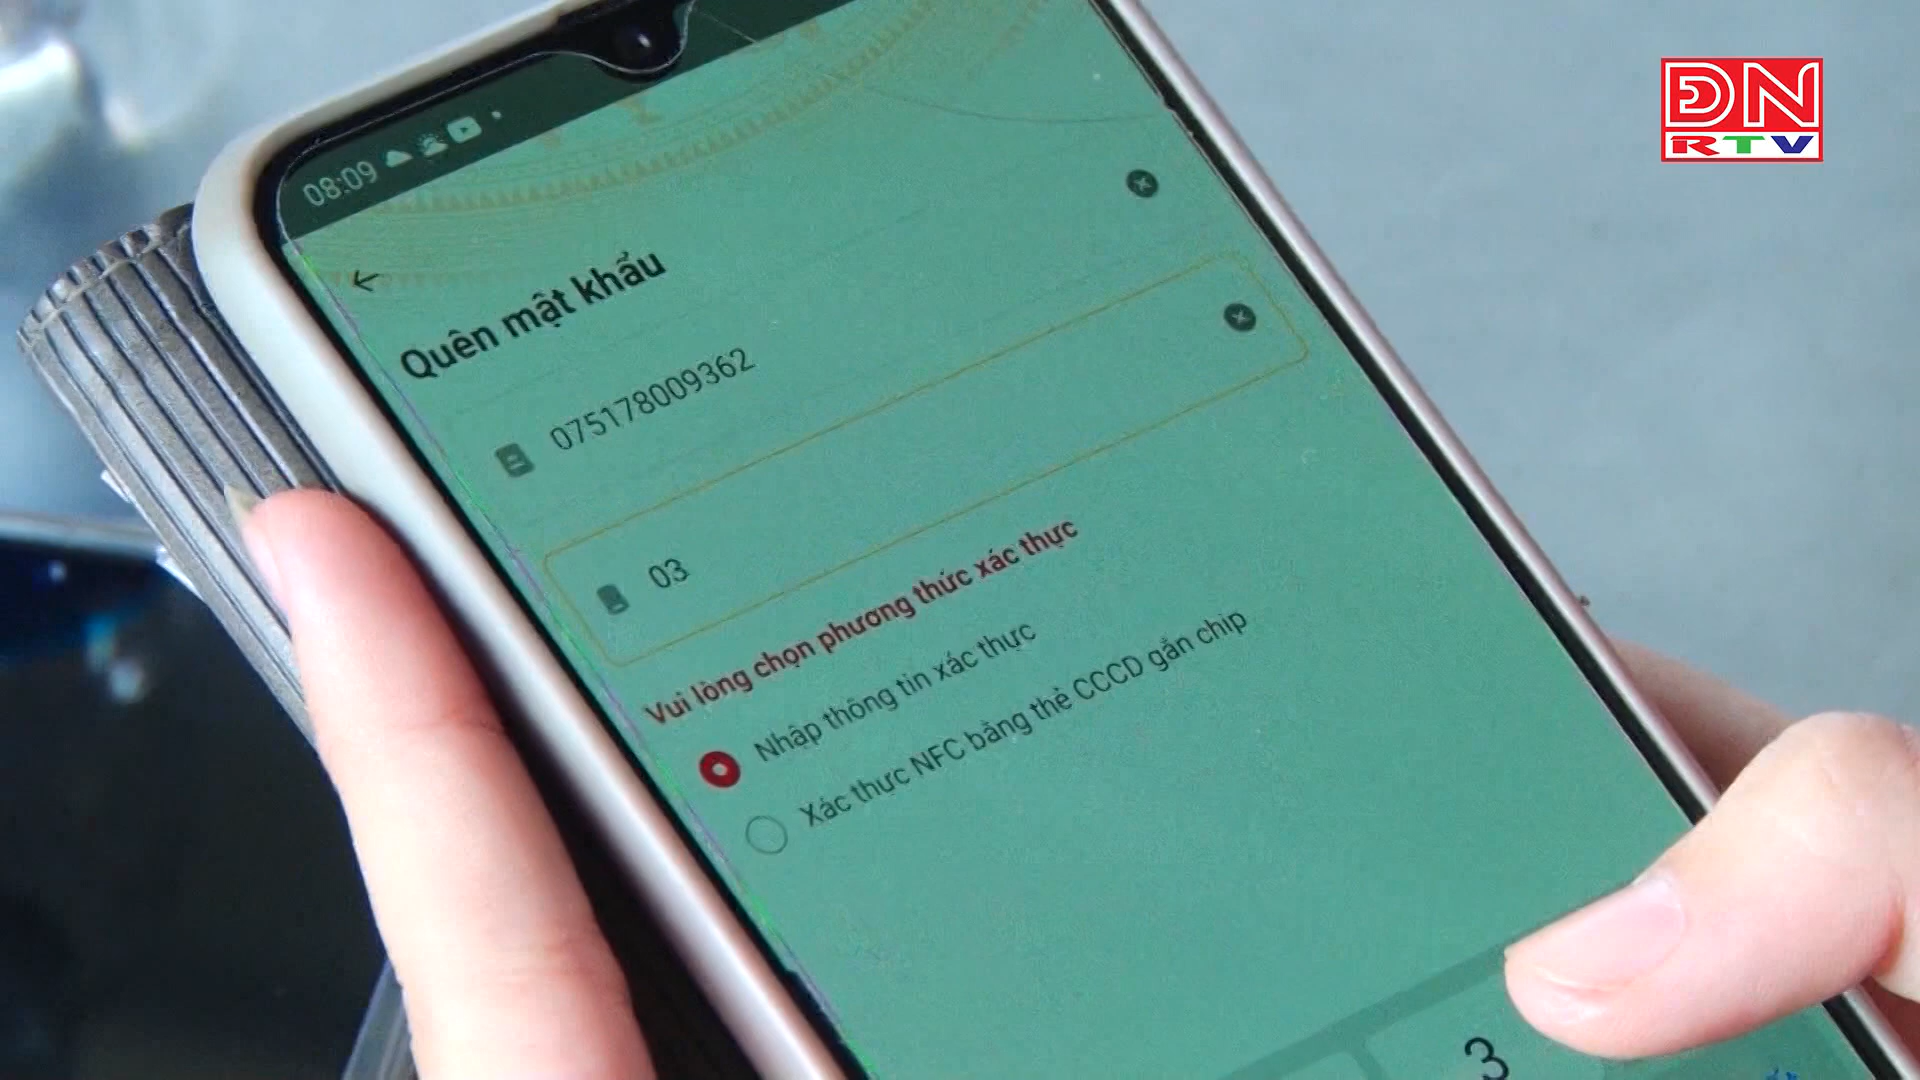 ĐN
RTV
08:09
Quên mật khẩu
075178009362
03
Vui lòng chọn phương thức xác thực
Nhập thông tin xác thực
Xác thực NFC bằng thẻ CCCD gắn chip
3